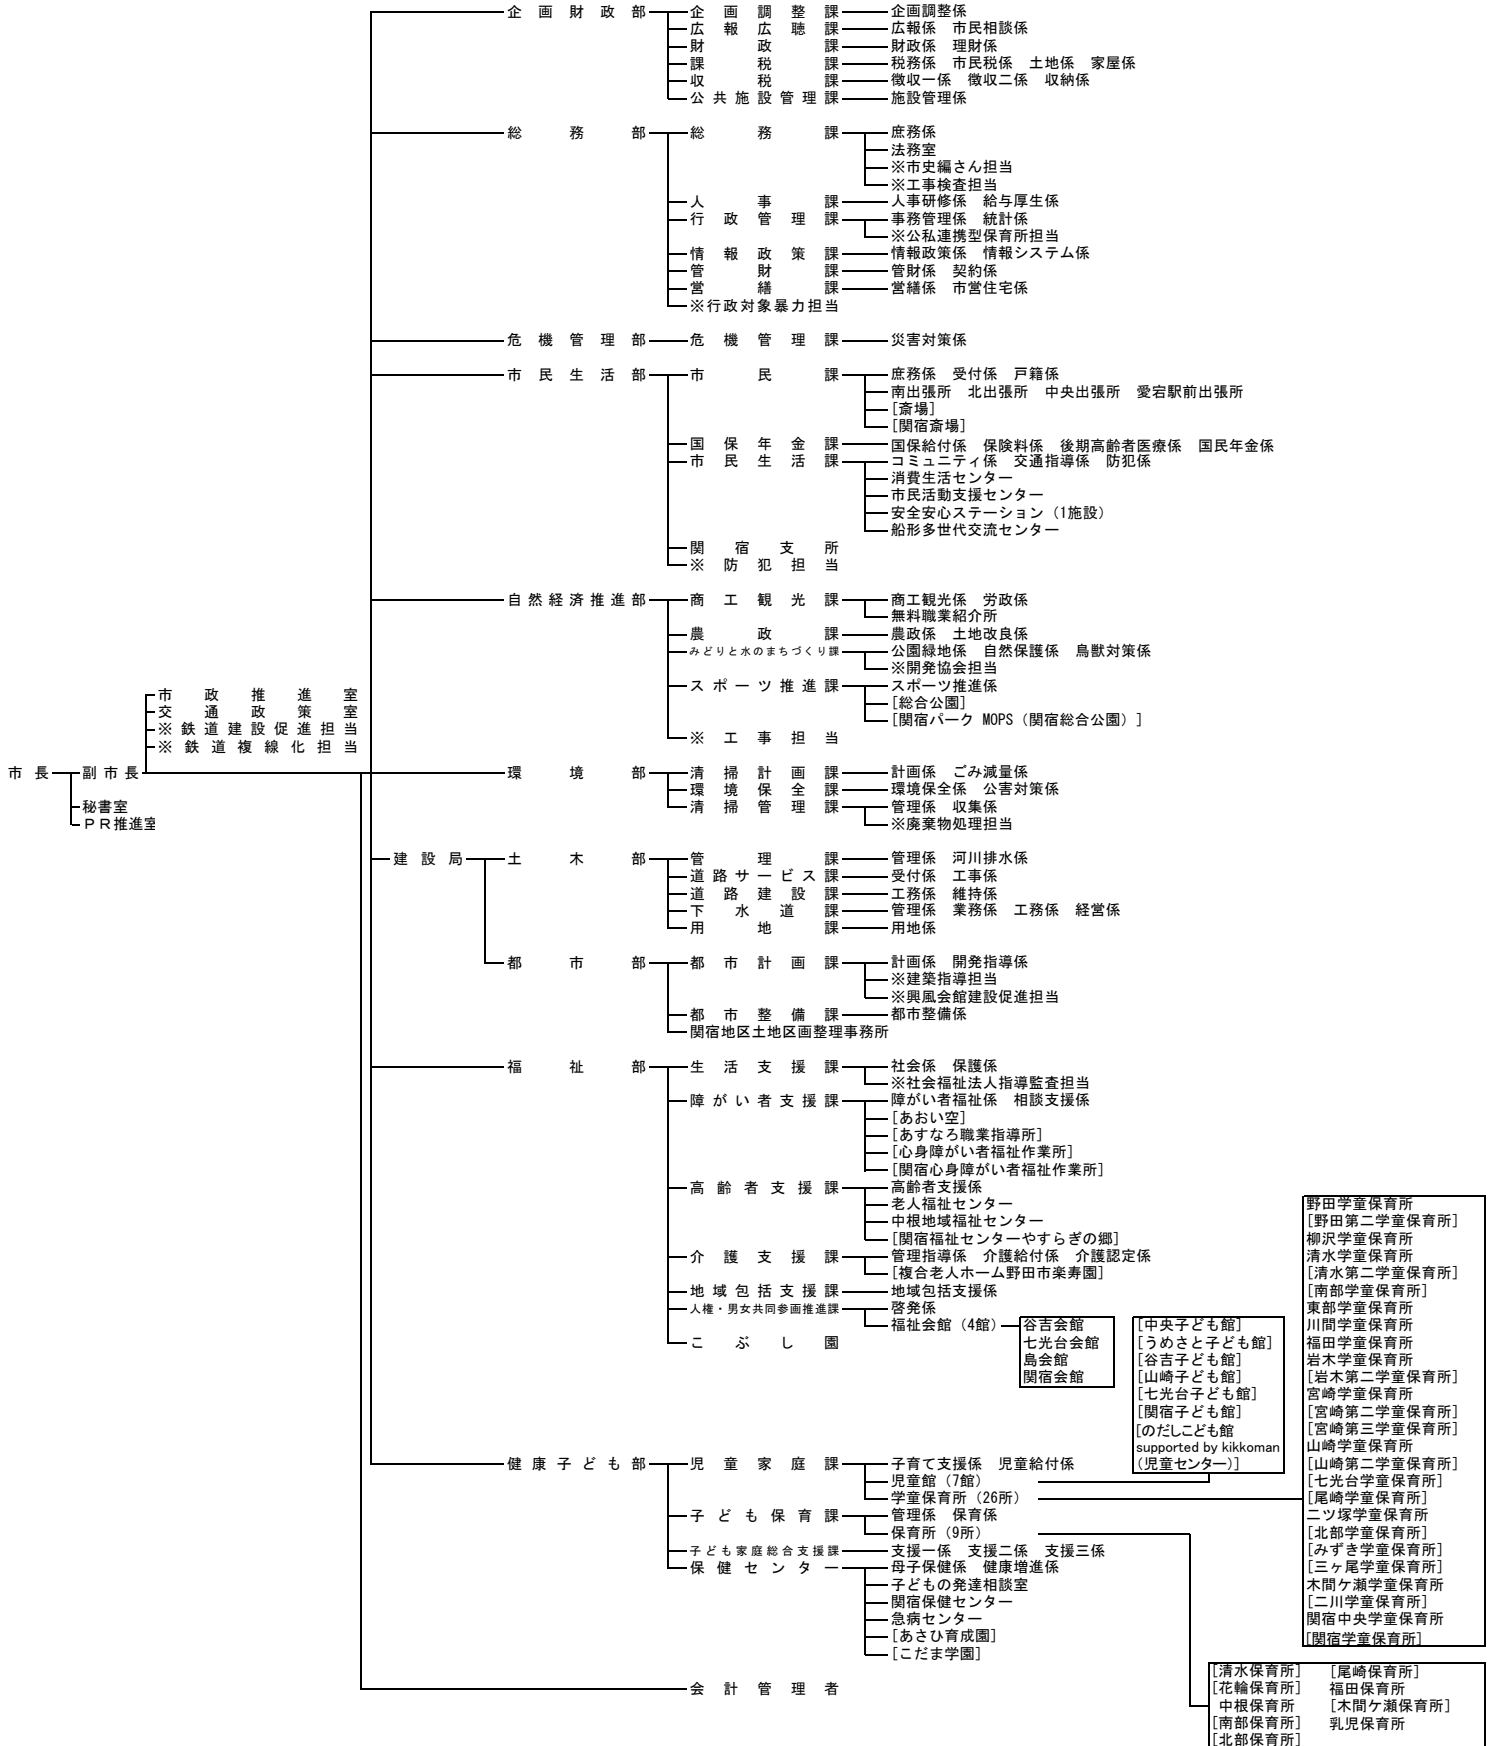 企画財政部 企画調整課 企画調整係
広報広聴課 広報係 市民相談係
財政課 財政係 理財係
課税課 税務係 市民税係 土地係 家屋係
収税課 徴収一係 徴収二係 収納係
公共施設管理課 施設管理係
総務部 総務課 庶務係
法務室
※市史編さん担当
※工事検査担当
人事課 人事研修係 給与厚生係
行政管理課 事務管理係 統計係
※公私連携型保育所担当
情報政策課 情報政策係 情報システム係
管財課 管財係 契約係
営繕課 営繕係 市営住宅係
※行政対象暴力担当
危機管理部 危機管理課 災害対策係
市民生活部 市民課 庶務係 受付係 戸籍係
南出張所 北出張所 中央出張所 愛宕駅前出張所
[斎場]
[関宿斎場]
国保年金課 国保給付係 保険料係 後期高齢者医療係 国民年金係
市民生活課 コミュニティ係 交通指導係 防犯係
消費生活センター
市民活動支援センター
安全安心ステーション（1施設）
船形多世代交流センター
関宿支所
※防犯担当
自然経済推進部 商工観光課 商工観光係 労政係
無料職業紹介所
農政課 農政係 土地改良係
みどりと水のまちづくり課 公園緑地係 自然保護係 鳥獣対策係
※開発協会担当
スポーツ推進課 スポーツ推進係
[総合公園]
[関宿パーク MOPS（関宿総合公園）]
※工事担当
市政推進室
交通政策室
※鉄道建設促進担当
※鉄道複線化担当
市長 副市長
秘書室
ＰＲ推進室
環境部 清掃計画課 計画係 ごみ減量係
環境保全課 環境保全係 公害対策係
清掃管理課 管理係 収集係
※廃棄物処理担当
建設局 土木部 管理課 管理係 河川排水係
道路サービス課 受付係 工事係
道路建設課 工務係 維持係
下水道課 管理係 業務係 工務係 経営係
用地課 用地係
都市部 都市計画課 計画係 開発指導係
※建築指導担当
※興風会館建設促進担当
都市整備課 都市整備係
関宿地区土地区画整理事務所
福祉部 生活支援課 社会係 保護係
※社会福祉法人指導監査担当
障がい者支援課 障がい者福祉係 相談支援係
[あおい空]
[あすなろ職業指導所]
[心身障がい者福祉作業所]
[関宿心身障がい者福祉作業所]
高齢者支援課 高齢者支援係
老人福祉センター
中根地域福祉センター
[関宿福祉センターやすらぎの郷]
介護支援課 管理指導係 介護給付係 介護認定係
[複合老人ホーム野田市楽寿園]
地域包括支援課 地域包括支援係
人権・男女共同参画推進課 啓発係
福祉会館（4館） 谷吉会館
七光台会館
島会館
関宿会館
こぶし園
健康子ども部 児童家庭課 子育て支援係 児童給付係
児童館（7館）
学童保育所（26所）
子ども保育課 管理係 保育係
保育所（9所）
子ども家庭総合支援課 支援一係 支援二係 支援三係
保健センター 母子保健係 健康増進係
子どもの発達相談室
関宿保健センター
急病センター
[あさひ育成園]
[こだま学園]
会計管理者
[中央子ども館]
[うめさと子ども館]
[谷吉子ども館]
[山崎子ども館]
[七光台子ども館]
[関宿子ども館]
[のだしこども館
supported by kikkoman
(児童センター)]
野田学童保育所
[野田第二学童保育所]
柳沢学童保育所
清水学童保育所
[清水第二学童保育所]
[南部学童保育所]
東部学童保育所
川間学童保育所
福田学童保育所
岩木学童保育所
[岩木第二学童保育所]
宮崎学童保育所
[宮崎第二学童保育所]
[宮崎第三学童保育所]
山崎学童保育所
[山崎第二学童保育所]
[七光台学童保育所]
[尾崎学童保育所]
二ツ塚学童保育所
[北部学童保育所]
[みずき学童保育所]
[三ヶ尾学童保育所]
木間ケ瀬学童保育所
[二川学童保育所]
関宿中央学童保育所
[関宿学童保育所]
[清水保育所] [尾崎保育所]
[花輪保育所] 福田保育所
中根保育所 [木間ケ瀬保育所]
[南部保育所] 乳児保育所
[北部保育所]